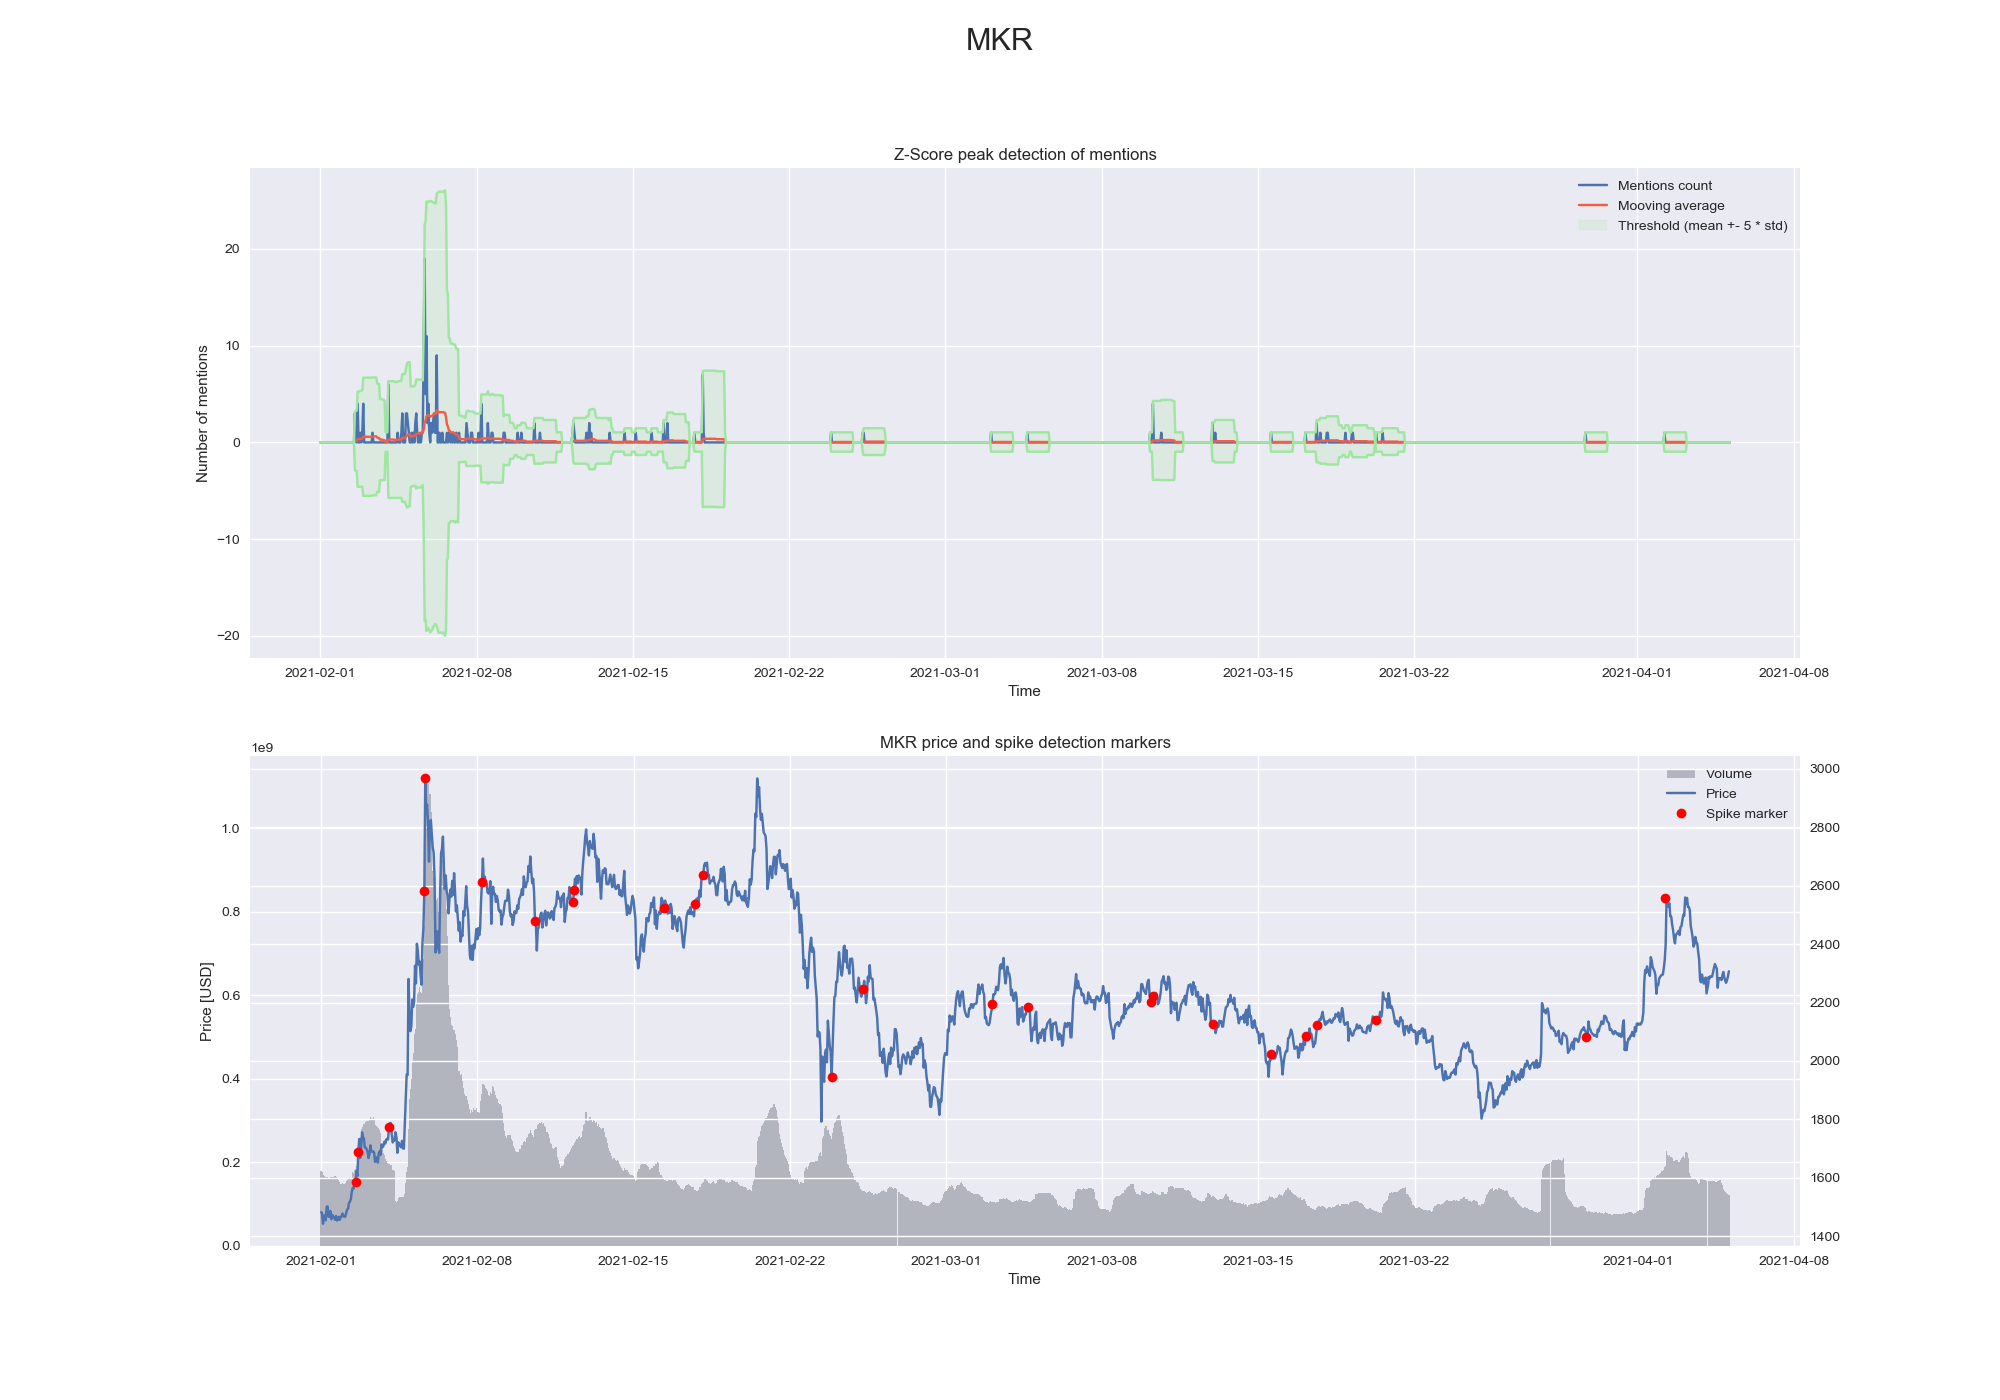 MKR
Z-Score peak detection of mentions
Mentions count
Mooving average
Threshold (mean +- 5 * std)
Number of mentions
20
10
0
−10
−20
2021-02-01 2021-02-08 2021-02-15 2021-02-22 2021-03-01 2021-03-08 2021-03-15 2021-03-22 2021-04-01 2021-04-08
Time
MKR price and spike detection markers
1e9
Volume
Price
Spike marker
Price [USD]
1.0
0.8
0.6
0.4
0.2
0.0
3000
2800
2600
2400
2200
2000
1800
1600
1400
2021-02-01 2021-02-08 2021-02-15 2021-02-22 2021-03-01 2021-03-08 2021-03-15 2021-03-22 2021-04-01 2021-04-08
Time